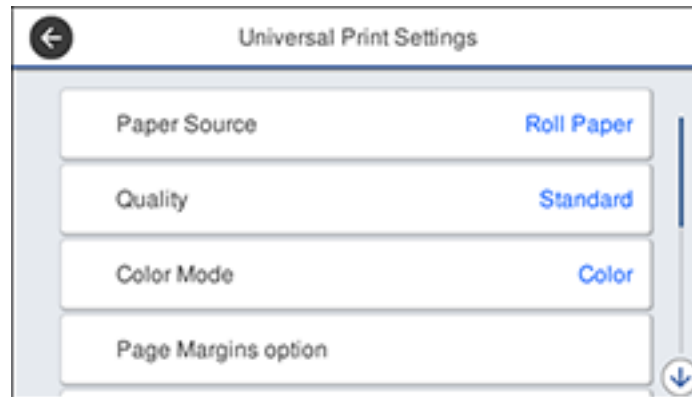 Universal Print Settings
Paper Source Roll Paper
Quality Standard
Color Mode Color
Page Margins option